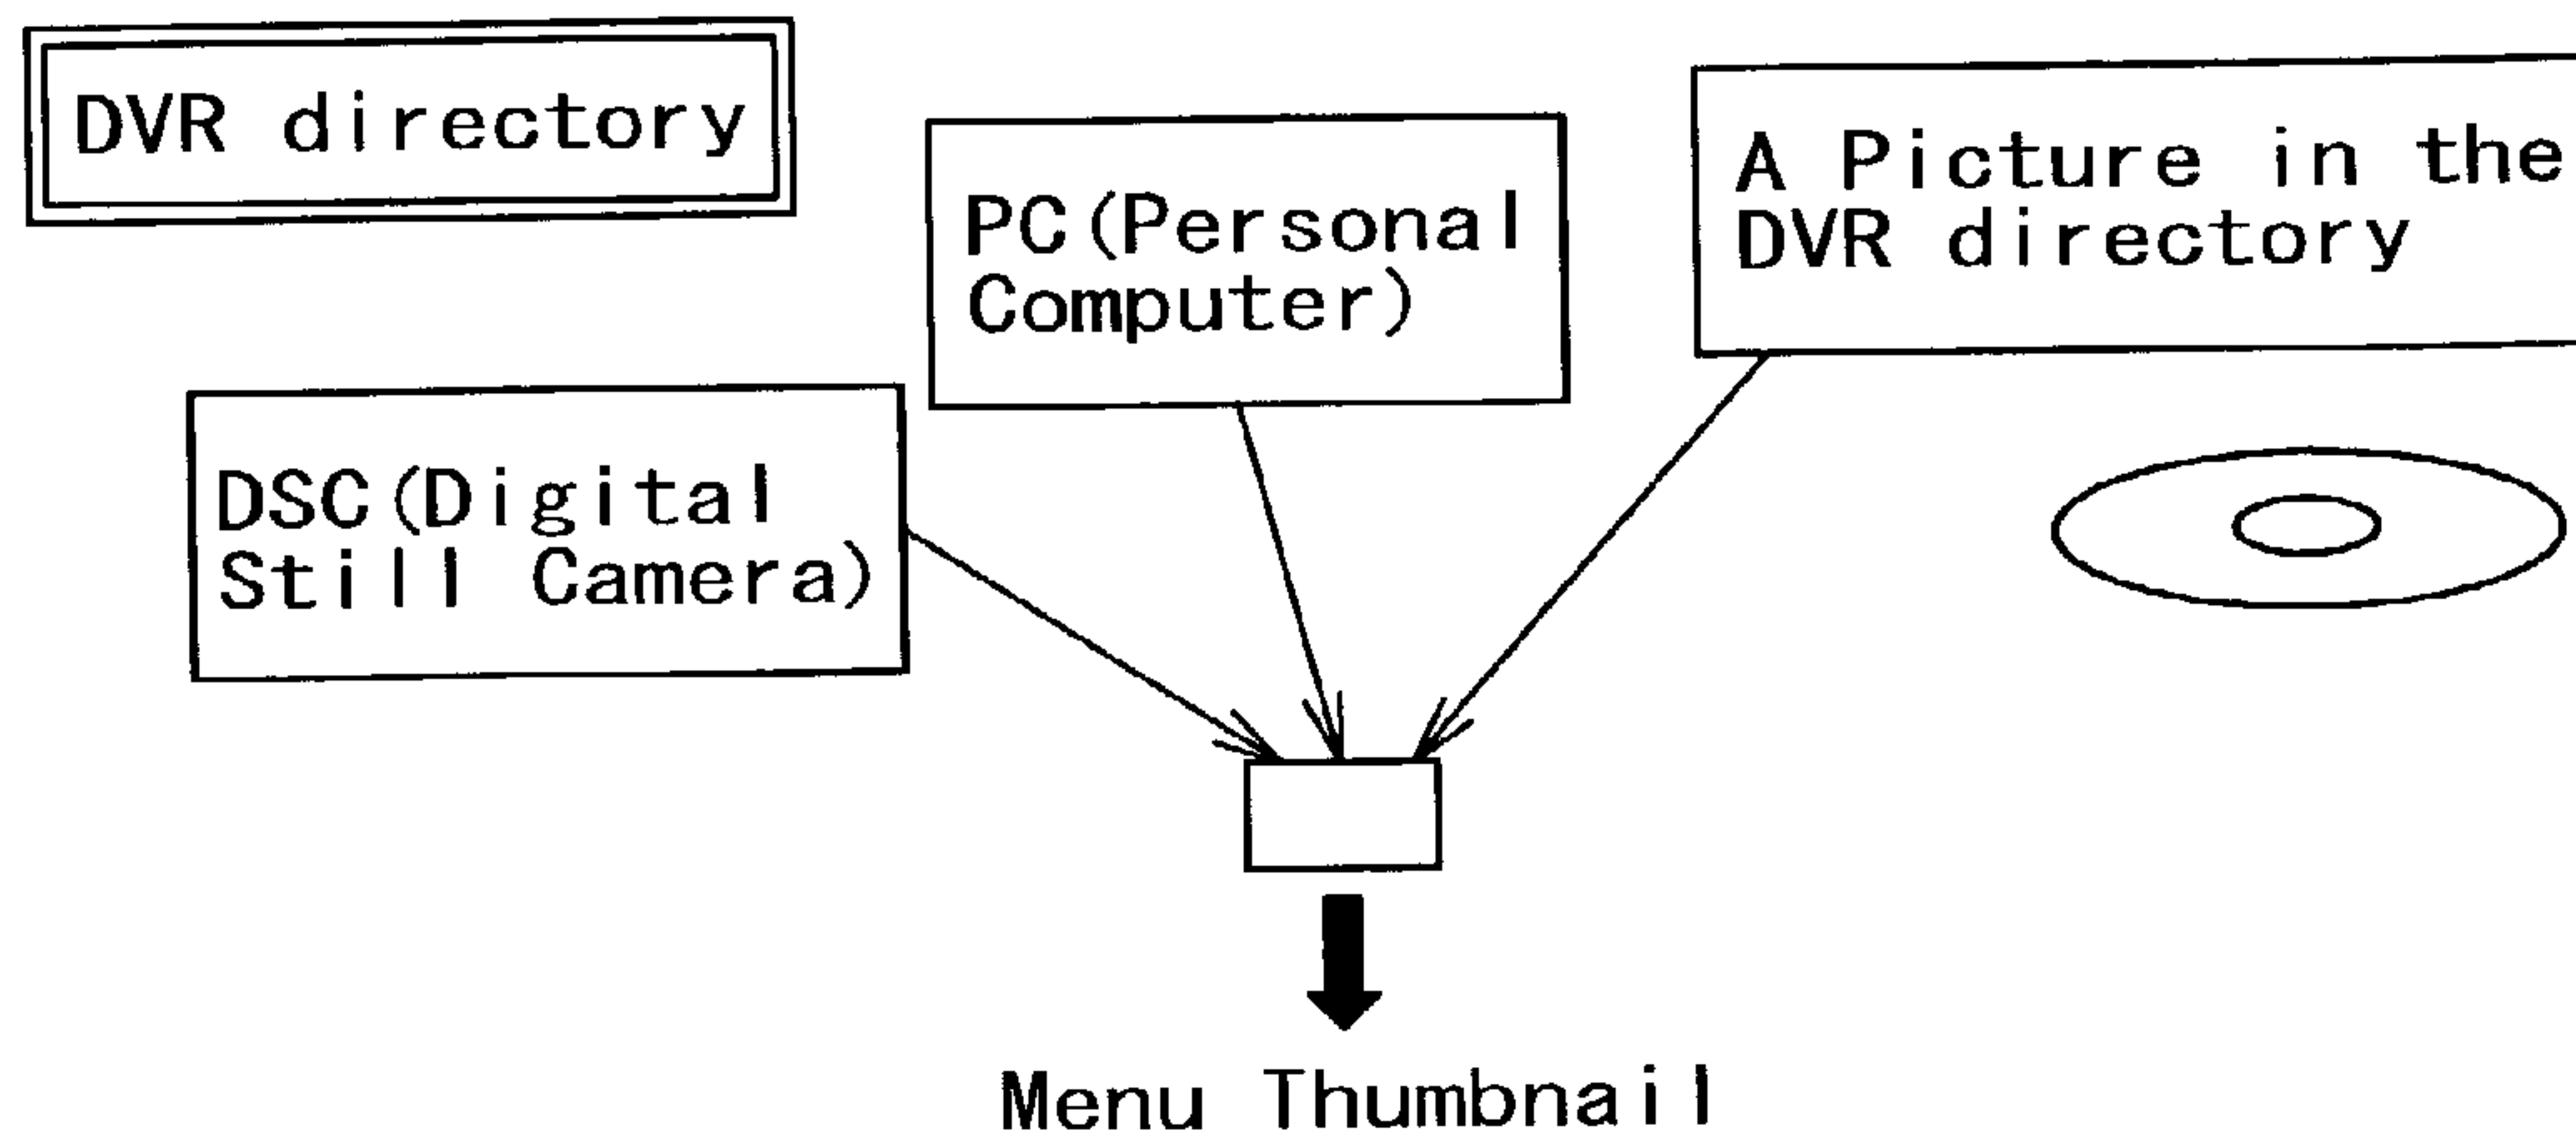 DVR directory
PC(Personal
Computer)
A Picture in the
DVR directory
DSC(Digital
Still Camera)
Menu Thumbnail